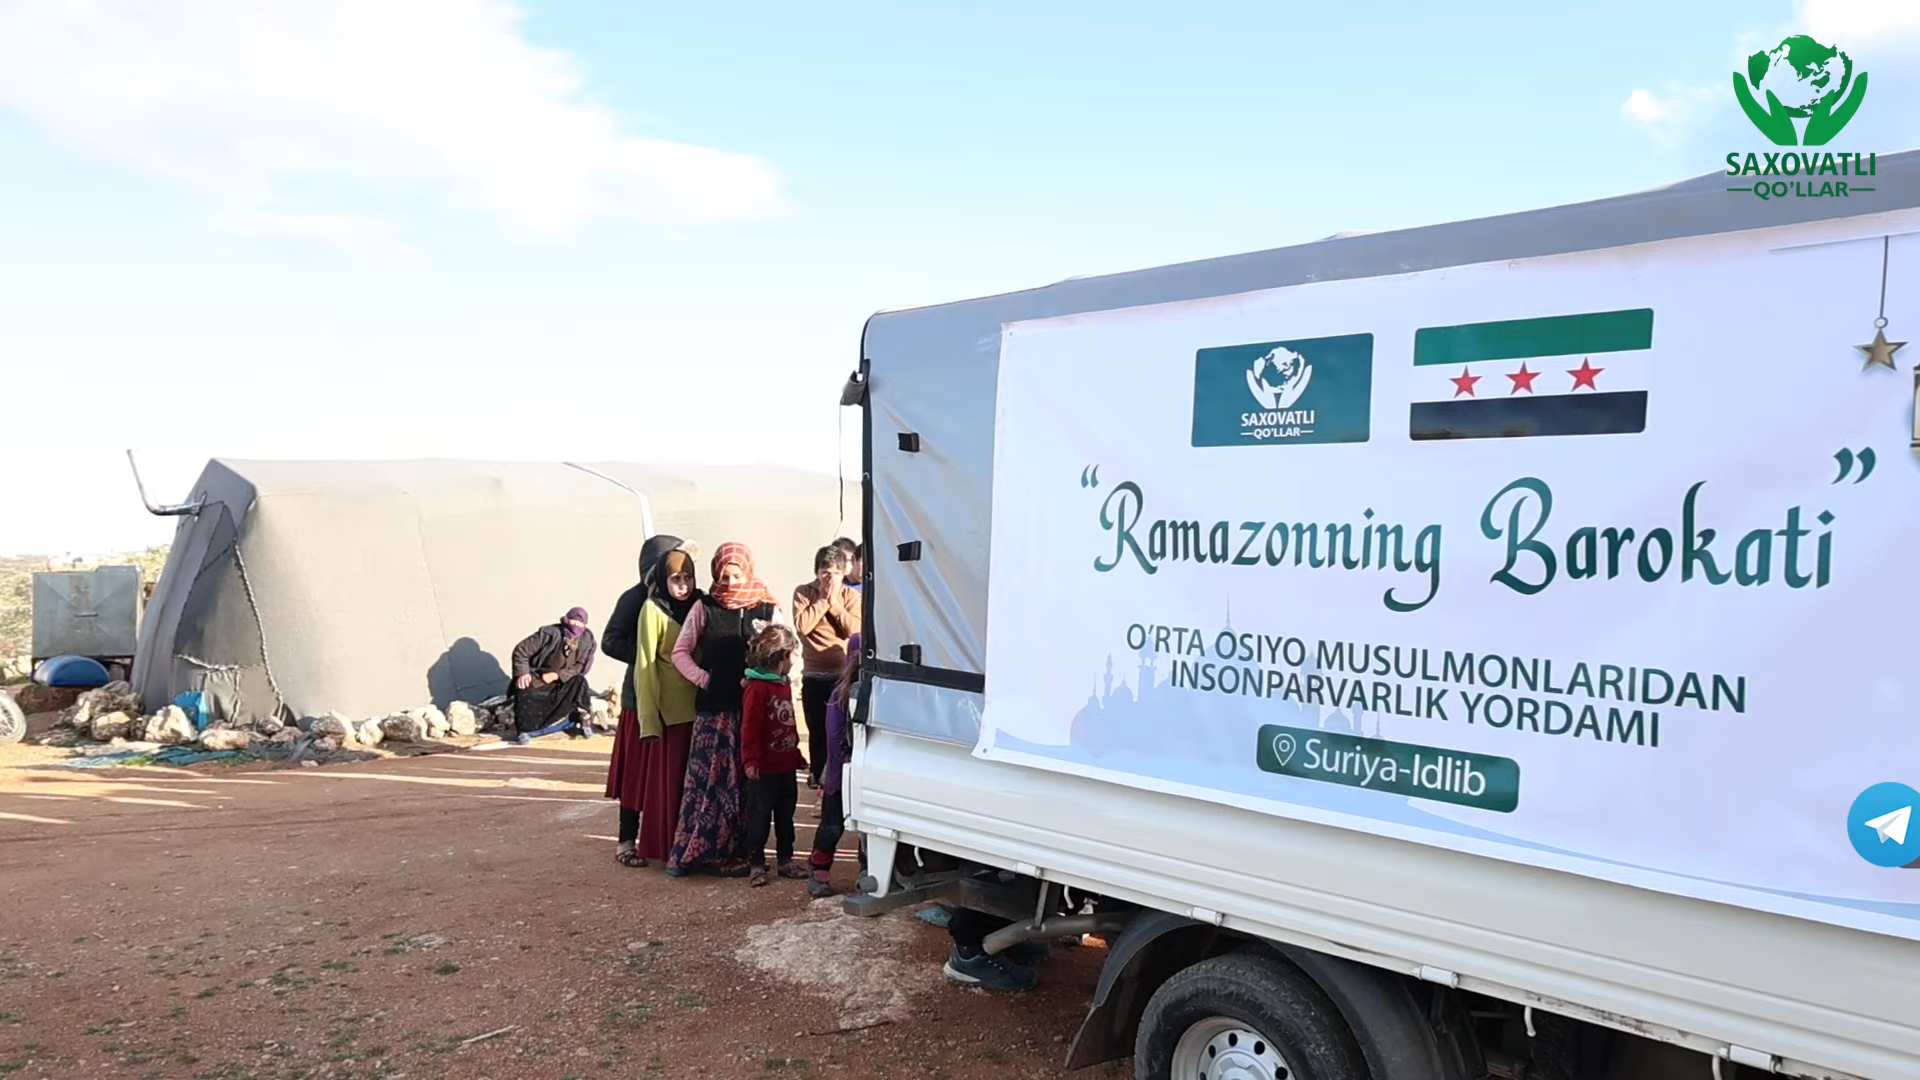 SAXOVATLI
QO'LLAR
SAXOVATLI
QO'LLAR
"Ramazonning Barokati"
O'RTA OSIYO MUSULMONLARIDAN
INSONPARVARLIK YORDAMI
Suriya-Idlib